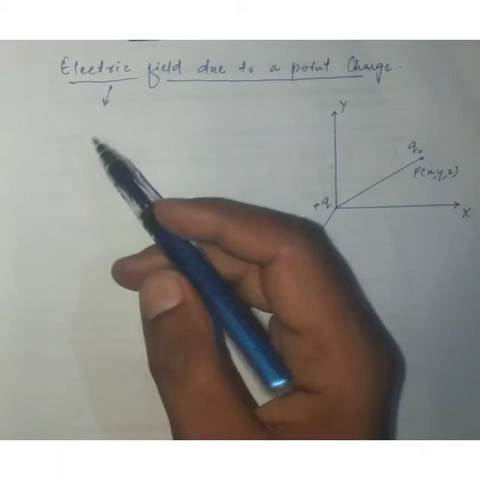 Electric field due to a point Charge.
Y
q₀
P(x,y,z)
+q
X